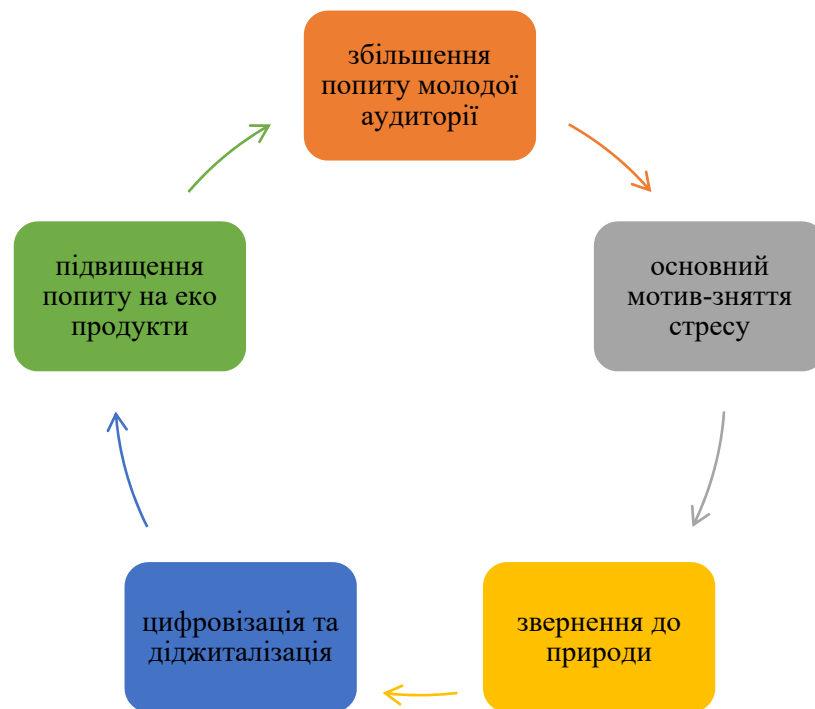 збільшення
попиту молодої
аудиторії
основний
мотив-зняття
стресу
звернення до
природи
цифровізація та
діджиталізація
підвищення
попиту на еко
продукти